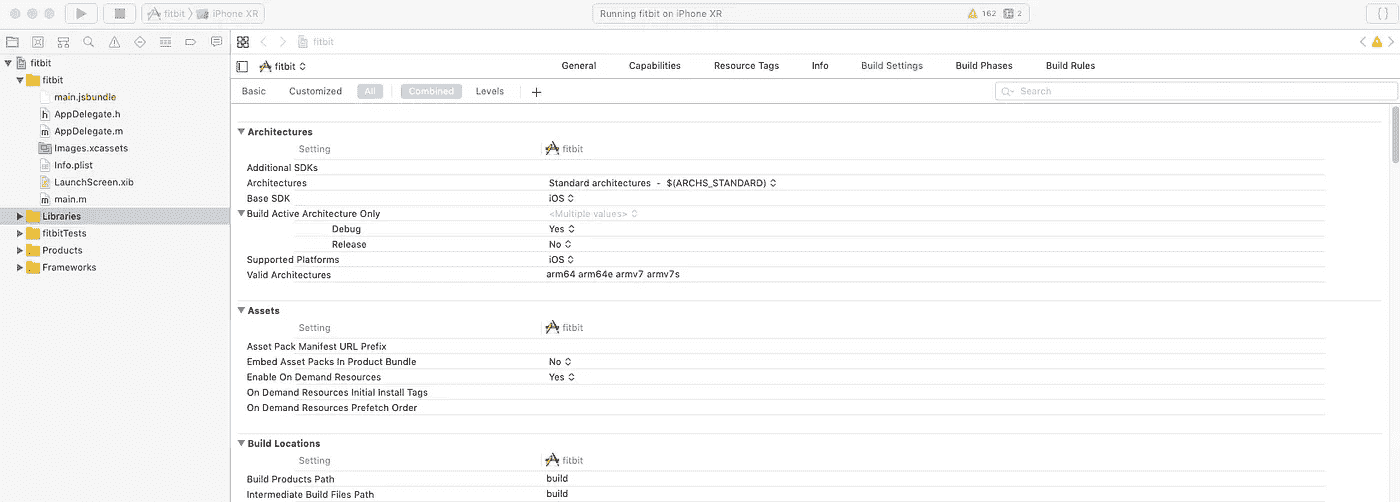 fitbit iPhone XR
Running fitbit on iPhone XR
162 2
fitbit
fitbit
main.jsbundle
AppDelegate.h
AppDelegate.m
Images.xcassets
Info.plist
LaunchScreen.xib
main.m
Libraries
fitbitTests
Products
Frameworks
fitbit
fitbit
General Capabilities Resource Tags Info Build Settings Build Phases Build Rules
Basic Customized All Combined Levels + Search
Architectures
Setting fitbit
Additional SDKs
Architectures Standard architectures - $(ARCHS_STANDARD)
Base SDK iOS
Build Active Architecture Only <Multiple values>
Debug Yes
Release No
Supported Platforms iOS
Valid Architectures arm64 arm64e armv7 armv7s
Assets
Setting fitbit
Asset Pack Manifest URL Prefix
Embed Asset Packs In Product Bundle No
Enable On Demand Resources Yes
On Demand Resources Initial Install Tags
On Demand Resources Prefetch Order
Build Locations
Setting fitbit
Build Products Path build
Intermediate Build Files Path build